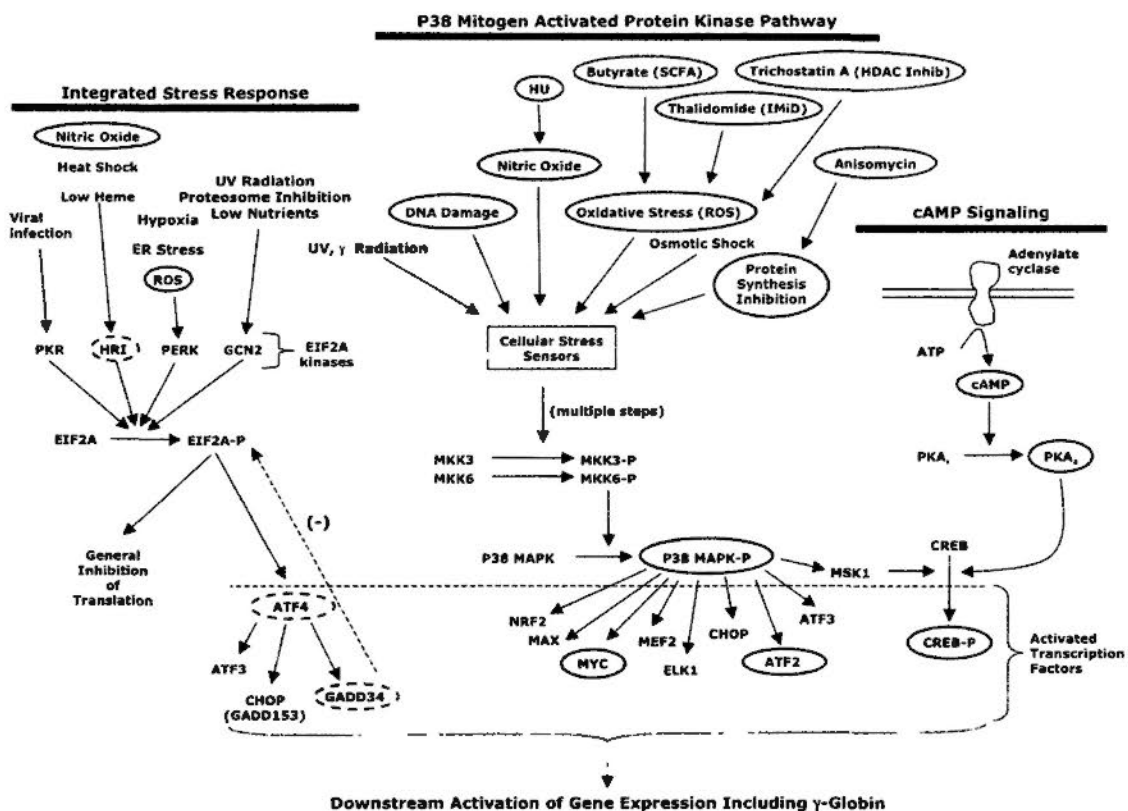 P38 Mitogen Activated Protein Kinase Pathway
Integrated Stress Response
Nitric Oxide
Heat Shock
Low Heme
Viral
infection
UV Radiation
Proteosome Inhibition
Low Nutrients
Hypoxia
ER Stress
ROS
PKR
HRI
PERK
GCN2
EIF2A
kinases
EIF2A
EIF2A-P
(-)
General
Inhibition
of
Translation
ATF4
ATF3
CHOP
(GADD153)
GADD34
HU
Butyrate (SCFA)
Trichostatin A (HDAC Inhib)
Thalidomide (IMiD)
Nitric Oxide
Anisomycin
DNA Damage
Oxidative Stress (ROS)
UV, γ Radiation
Osmotic Shock
Protein
Synthesis
Inhibition
Cellular Stress
Sensors
(multiple steps)
MKK3
MKK3-P
MKK6
MKK6-P
P38 MAPK
P38 MAPK-P
MSK1
NRF2
MAX
MYC
MEF2
ELK1
CHOP
ATF2
ATF3
cAMP Signaling
Adenylate
cyclase
ATP
cAMP
PKA
PKA
CREB
CREB-P
Activated
Transcription
Factors
Downstream Activation of Gene Expression Including γ-Globin